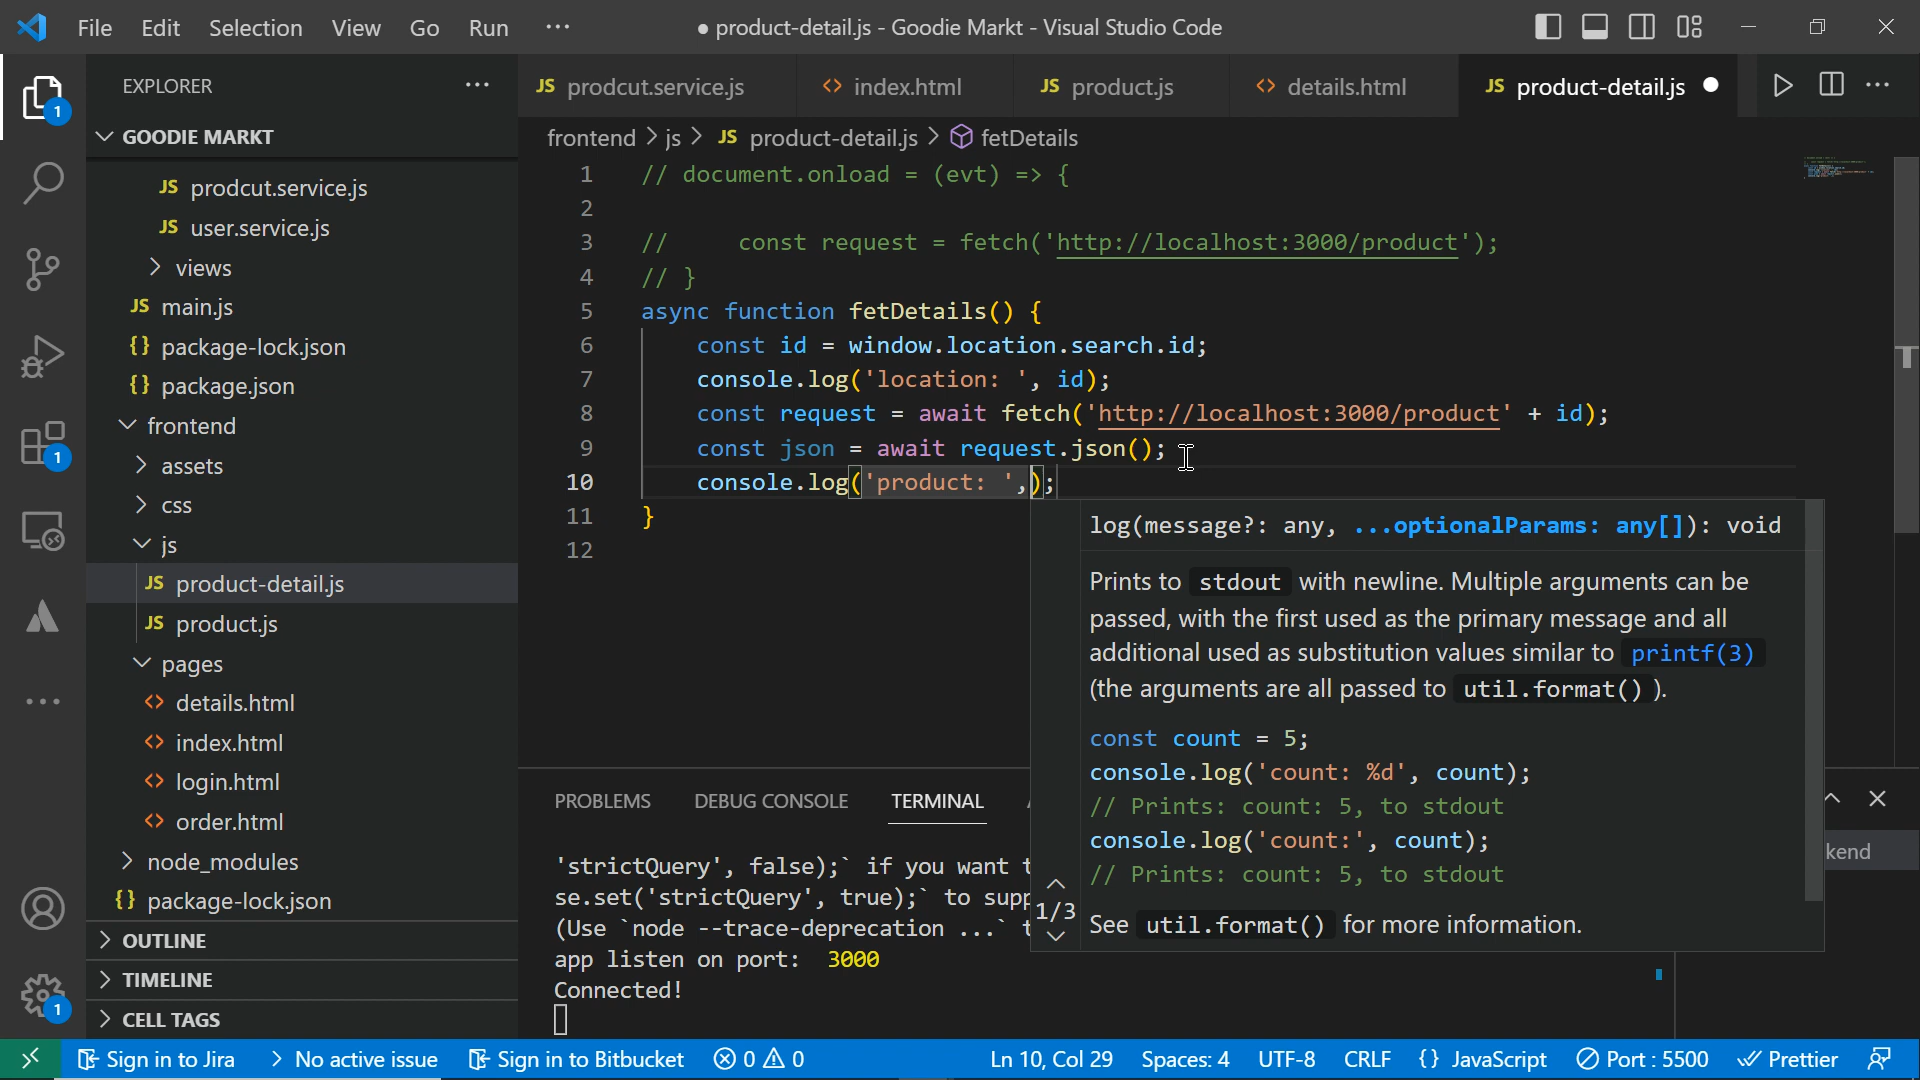 File Edit Selection View Go Run ··· ● product-detail.js - Goodie Markt - Visual Studio Code
EXPLORER ···
GOODIE MARKT
JS prodcut.service.js
JS user.service.js
views
JS main.js
{} package-lock.json
{} package.json
frontend
assets
css
js
JS product-detail.js
JS product.js
pages
<> details.html
<> index.html
<> login.html
<> order.html
node_modules
{} package-lock.json
OUTLINE
TIMELINE
CELL TAGS
1
1
1
JS prodcut.service.js <> index.html JS product.js <> details.html JS product-detail.js ●
frontend > js > JS product-detail.js > fetDetails
1 // document.onload = (evt) => {
2
3 //     const request = fetch('http://localhost:3000/product');
4 // }
5 async function fetDetails() {
6     const id = window.location.search.id;
7     console.log('location: ', id);
8     const request = await fetch('http://localhost:3000/product' + id);
9     const json = await request.json();
10     console.log('product: ',);
11 }
12
log(message?: any, ...optionalParams: any[]): void
Prints to stdout with newline. Multiple arguments can be
passed, with the first used as the primary message and all
additional used as substitution values similar to printf(3)
(the arguments are all passed to util.format() ).
const count = 5;
console.log('count: %d', count);
// Prints: count: 5, to stdout
console.log('count:', count);
// Prints: count: 5, to stdout
1/3
See util.format() for more information.
PROBLEMS DEBUG CONSOLE TERMINAL
'strictQuery', false);` if you want t
se.set('strictQuery', true);` to supp
(Use `node --trace-deprecation ...` t
app listen on port: 3000
Connected!
kend
Sign in to Jira > No active issue Sign in to Bitbucket 0 0 Ln 10, Col 29 Spaces: 4 UTF-8 CRLF {} JavaScript Port : 5500 Prettier